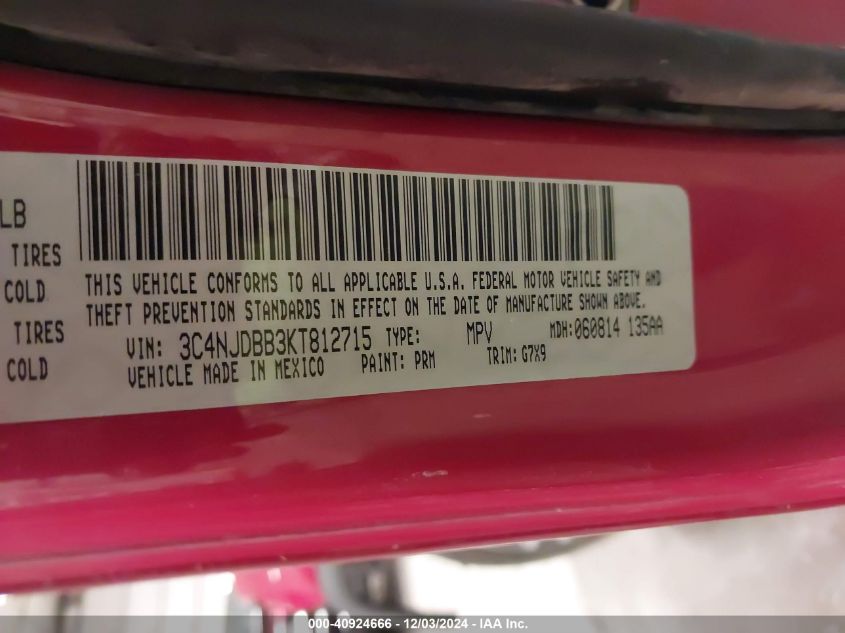 LB
TIRES
COLD
TIRES
COLD
THIS VEHICLE CONFORMS TO ALL APPLICABLE U.S.A. FEDERAL MOTOR VEHICLE SAFETY AND
THEFT PREVENTION STANDARDS IN EFFECT ON THE DATE OF MANUFACTURE SHOWN ABOVE.
VIN: 3C4NJDBB3KT812715 TYPE: MPV MDH:060814 135AA
VEHICLE MADE IN MEXICO PAINT: PRM TRIM: G7X9
000-40924666 - 12/03/2024 - IAA Inc.